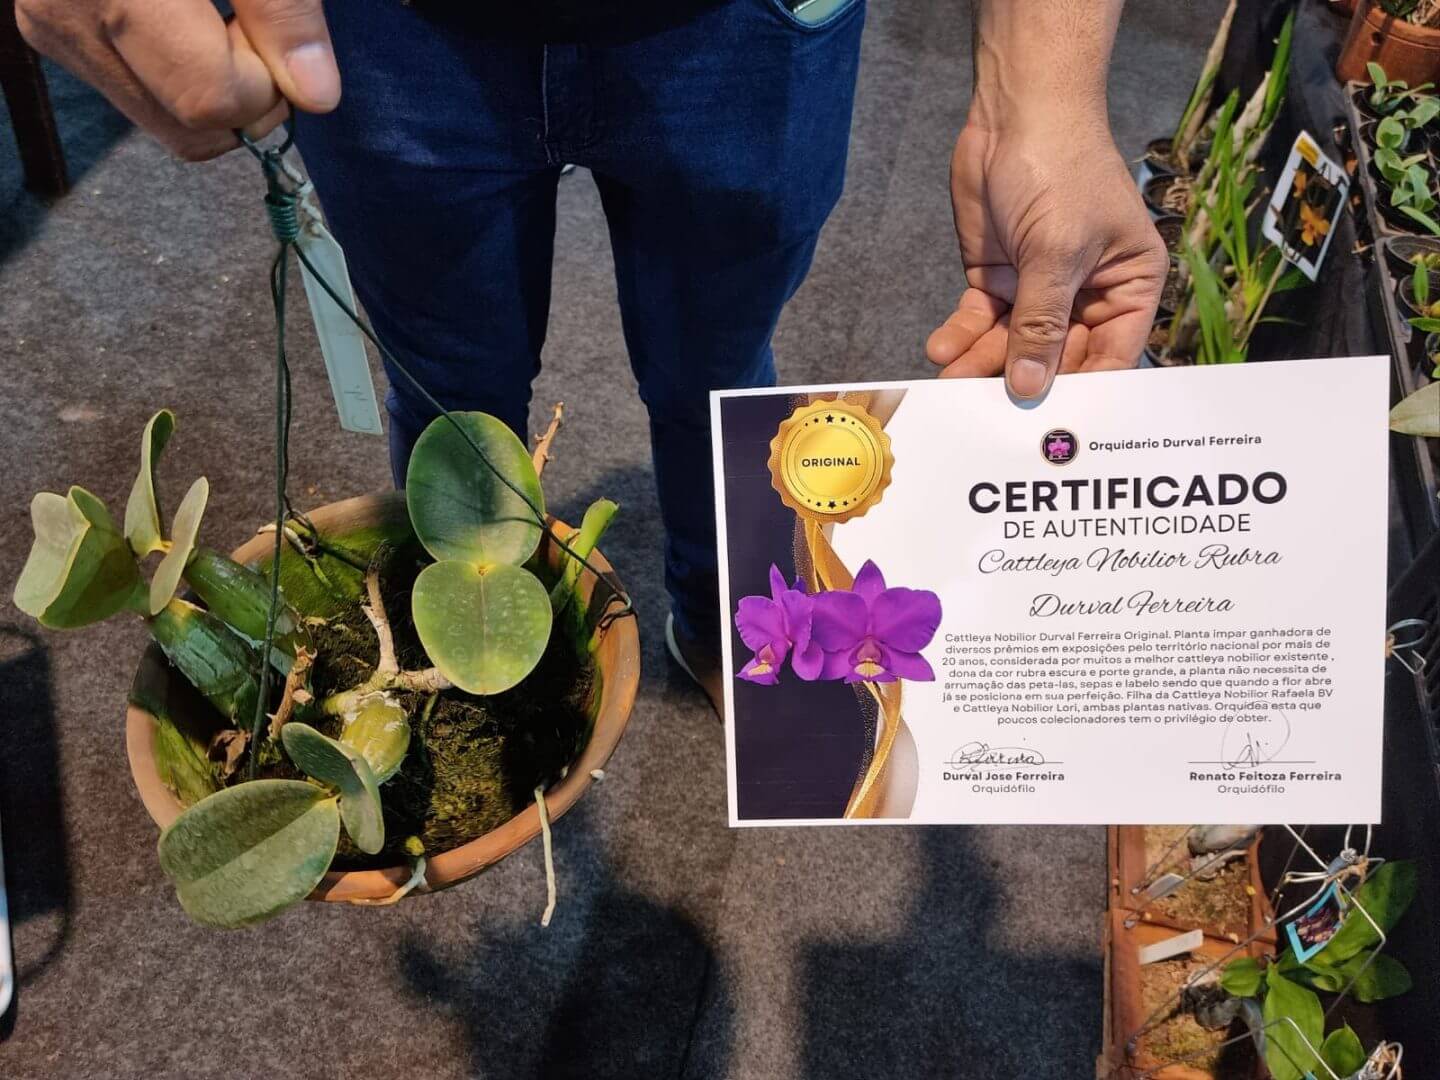 ORIGINAL
Orquidario Durval Ferreira
CERTIFICADO
DE AUTENTICIDADE
Cattleya Nobilior Rubra
Durval Ferreira
Cattleya Nobilior Durval Ferreira Original. Planta impar ganhadora de
diversos prêmios em exposições pelo território nacional por mais de
20 anos, considerada por muitos a melhor cattleya nobilior existente ,
dona da cor rubra escura e porte grande, a planta não necesita de
arrumação das peta-las, sepas e labelo sendo que quando a flor abre
já se posiciona em sua perfeição. Filha da Cattleya Nobilior Rafaela BV
e Cattleya Nobilior Lori, ambas plantas nativas. Orquídea esta que
poucos colecionadores tem o privilégio de obter.
Durval Jose Ferreira
Orquidófilo
Renato Feitoza Ferreira
Orquidófilo